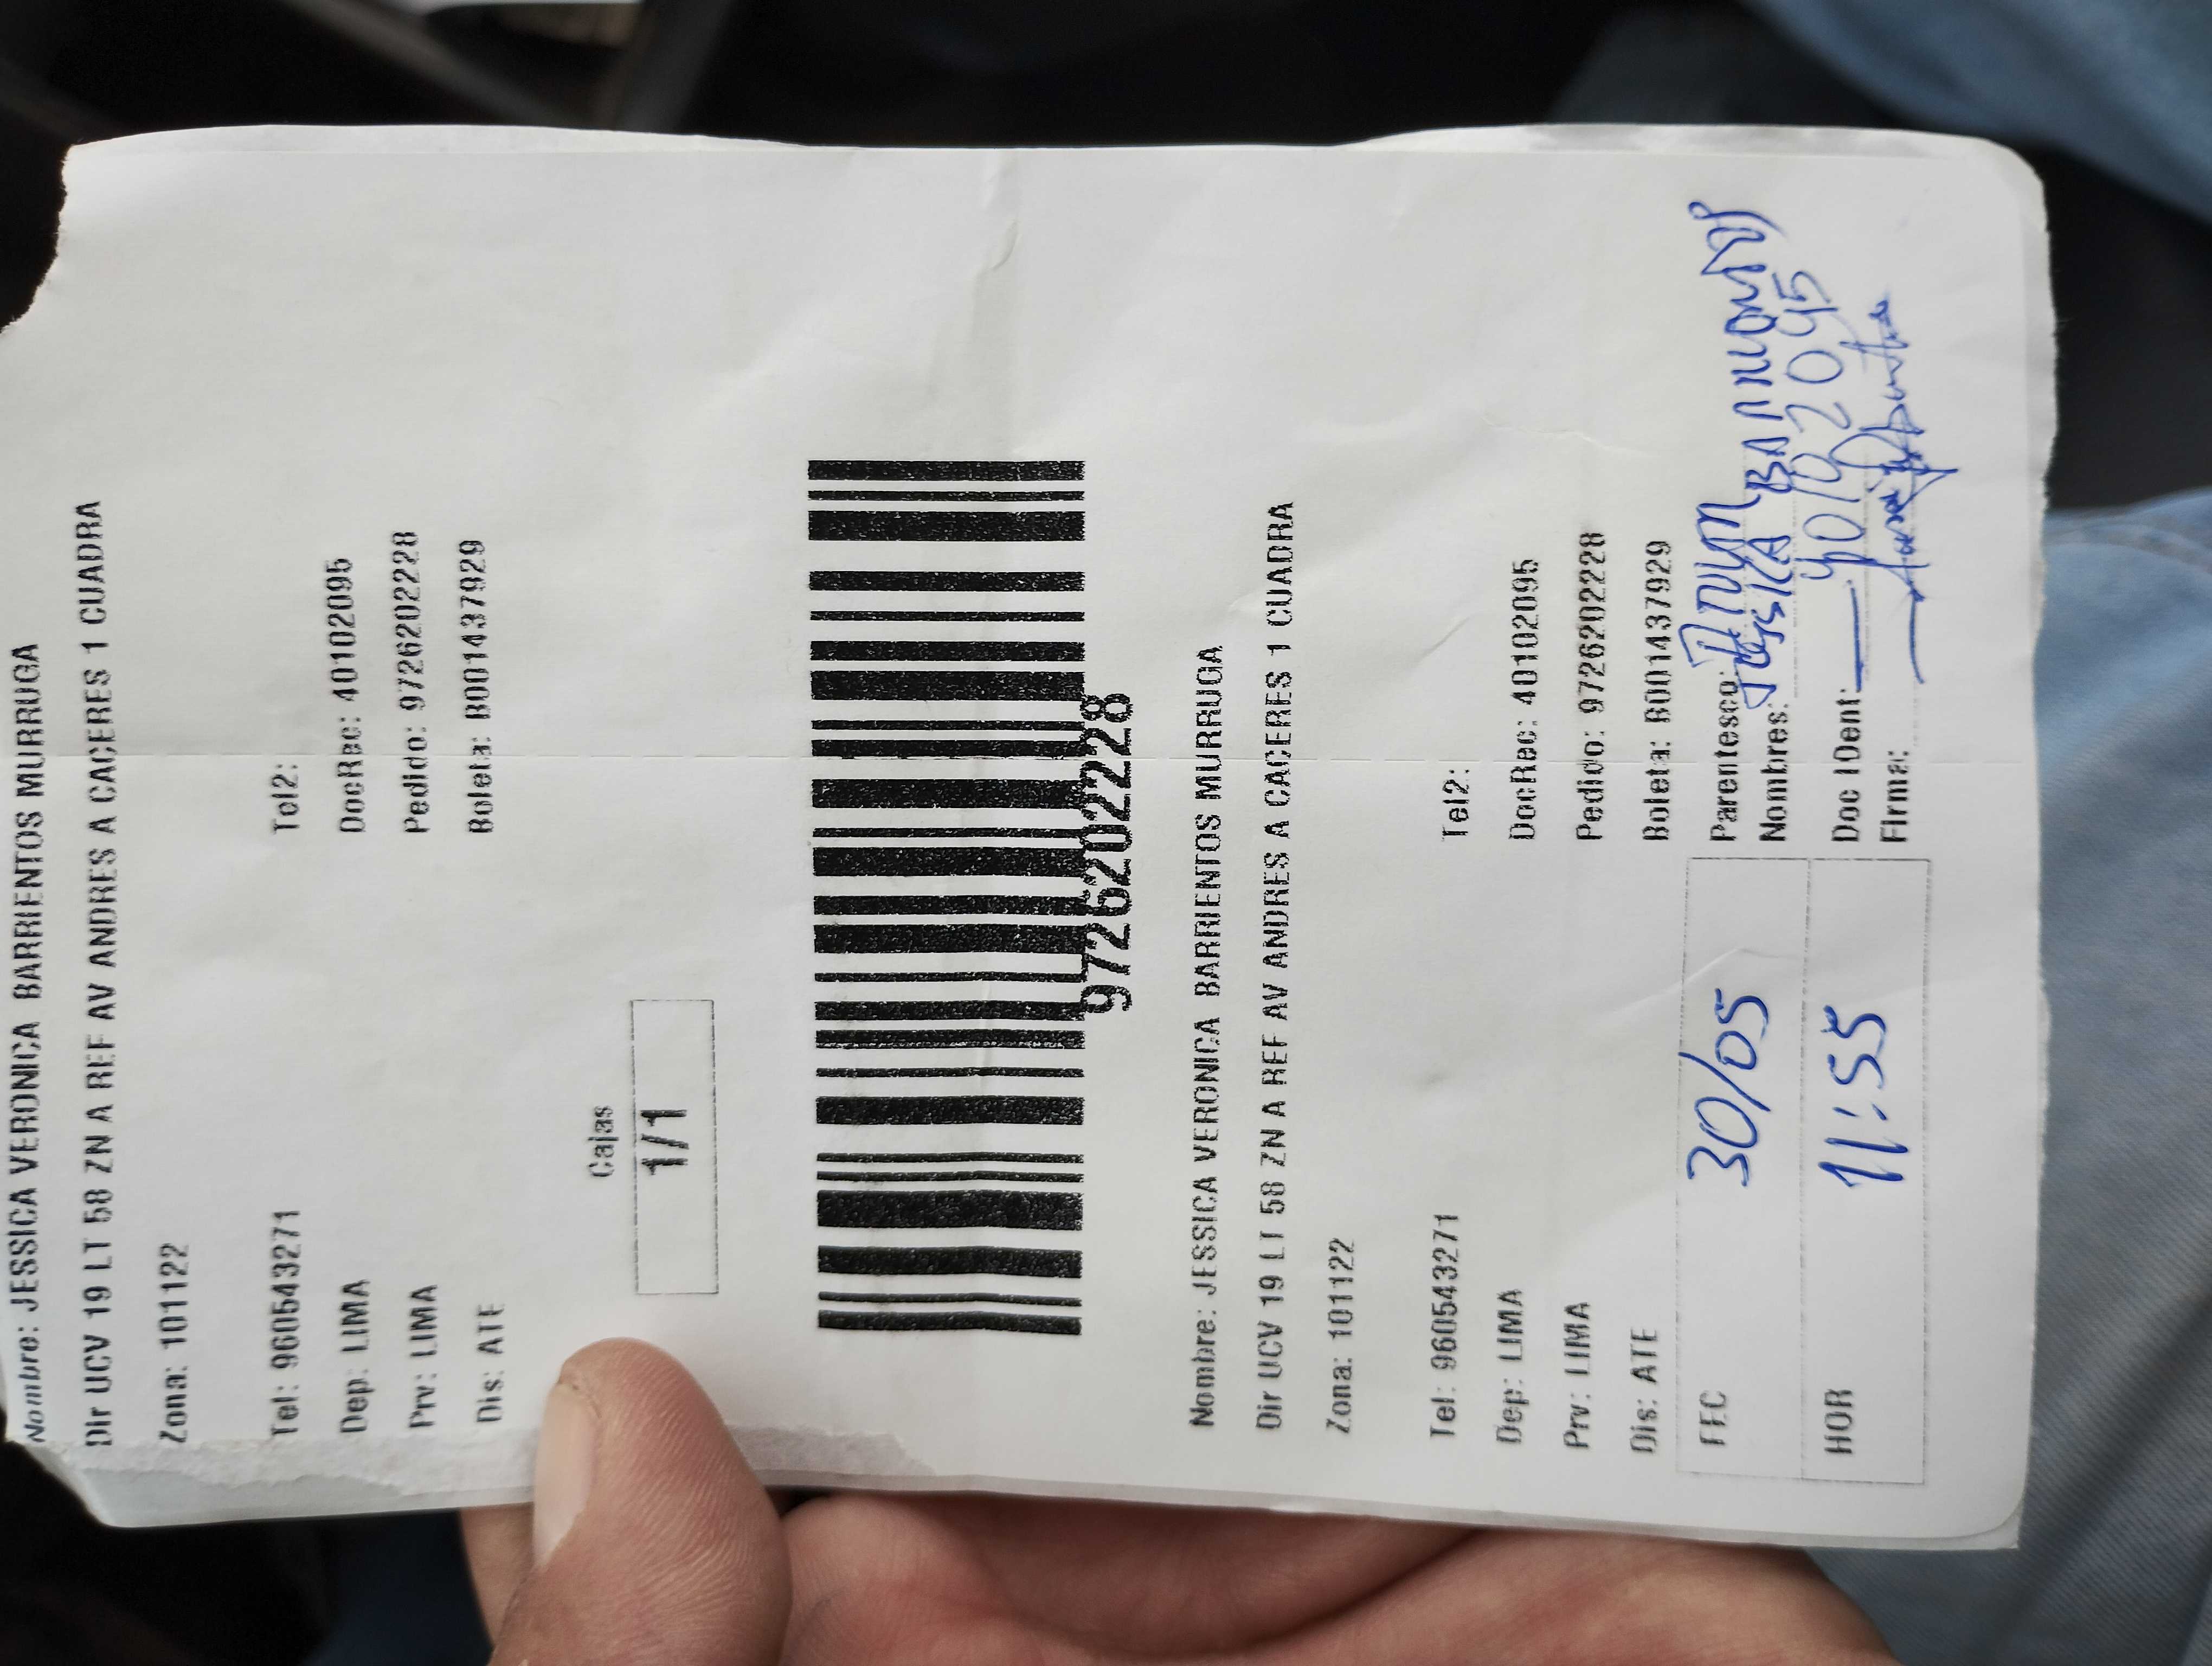 Nombre: JESSICA VERONICA BARRIENTOS MURRUGA
Dir UCV 19 LT 58 ZN A REF AV ANDRES A CACERES 1 CUADRA
Zona: 101122
Tel: 960543271 Tel2:
Dep: LIMA DocRec: 40102095
Prv: LIMA Pedido: 97262022228
Dis: ATE Boleta: B001437929
Cajas
1/1
9726202228
Nombre: JESSICA VERONICA BARRIENTOS MURRUGA
Dir UCV 19 LT 58 ZN A REF AV ANDRES A CACERES 1 CUADRA
Zona: 101122
Tel: 960543271 Tel2:
Dep: LIMA DocRec: 40102095
Prv: LIMA Pedido: 9726202228
Dis: ATE Boleta: B001437929
FEC 30/05 Parentesco:
Nombres: JESSICA BARRIENTOS
HOR 11:55 Doc IDent: 40102095
Firma: